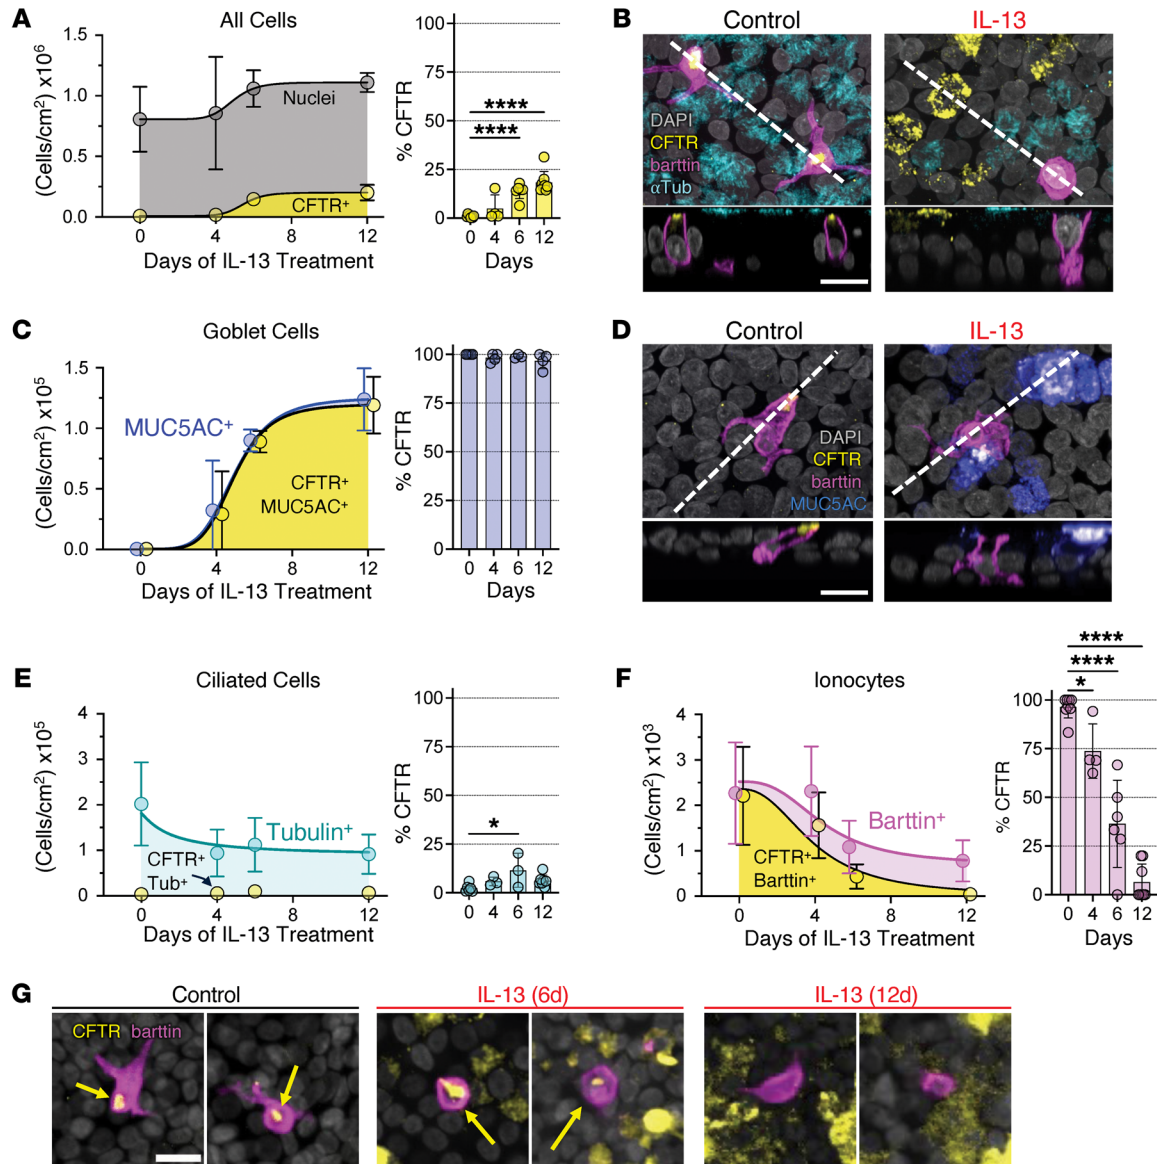 A
All Cells
(Cells/cm2) x10⁶
1.5
1.0
0.5
0.0
Nuclei
CFTR⁺
0 4 8 12
Days of IL-13 Treatment
% CFTR
100
75
50
25
0
****
****
0 4 6 12
Days
B
Control
IL-13
DAPI
CFTR
barttin
αTub
C
Goblet Cells
(Cells/cm2) x10⁵
1.5
1.0
0.5
0.0
MUC5AC⁺
CFTR⁺
MUC5AC⁺
0 4 8 12
Days of IL-13 Treatment
% CFTR
100
75
50
25
0
0 4 6 12
Days
D
Control
IL-13
DAPI
CFTR
barttin
MUC5AC
E
Ciliated Cells
(Cells/cm²) x10⁵
4
3
2
1
0
Tubulin⁺
CFTR⁺
Tub⁺
0 4 8 12
Days of IL-13 Treatment
% CFTR
100
75
50
25
0
*
0 4 6 12
Days
F
Ionocytes
(Cells/cm²) x10³
4
3
2
1
0
Barttin⁺
CFTR⁺
Barttin⁺
0 4 8 12
Days of IL-13 Treatment
% CFTR
100
75
50
25
0
****
****
*
0 4 6 12
Days
G
Control
IL-13 (6d)
IL-13 (12d)
CFTR barttin